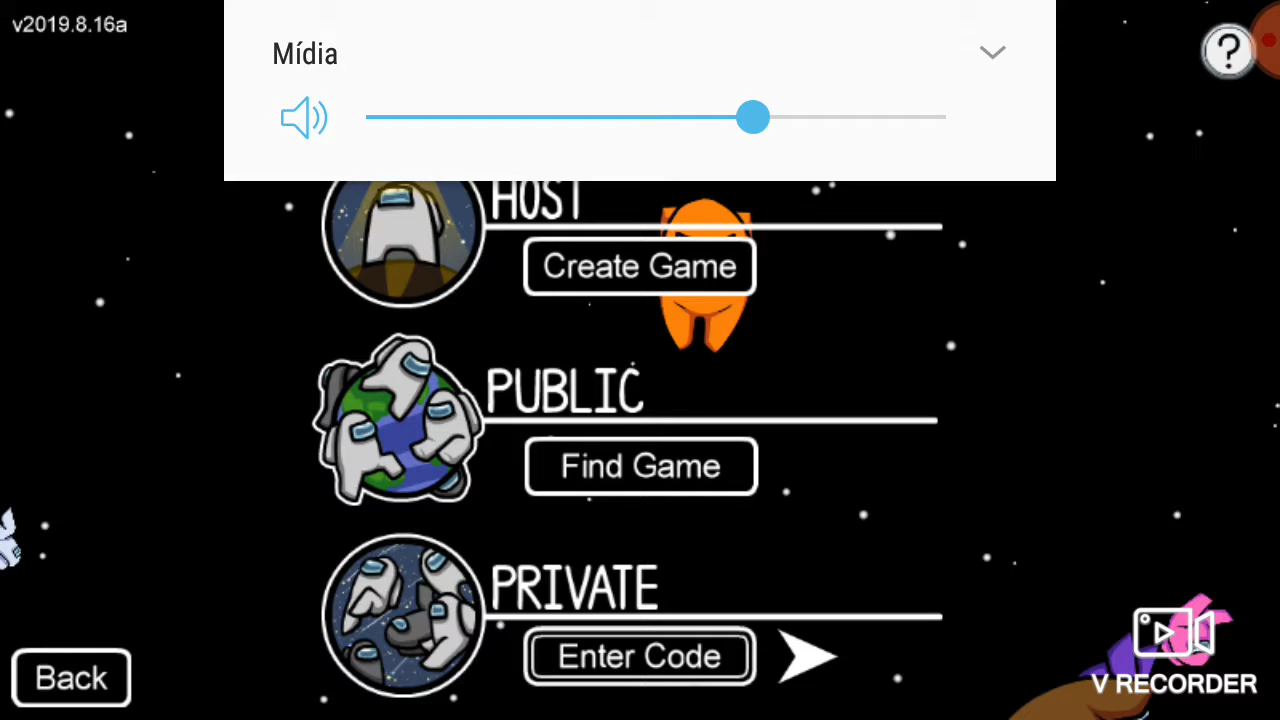 v2019.8.16a
Mídia
?
HOST
Create Game
PUBLIC
Find Game
PRIVATE
Enter Code
Back
V RECORDER